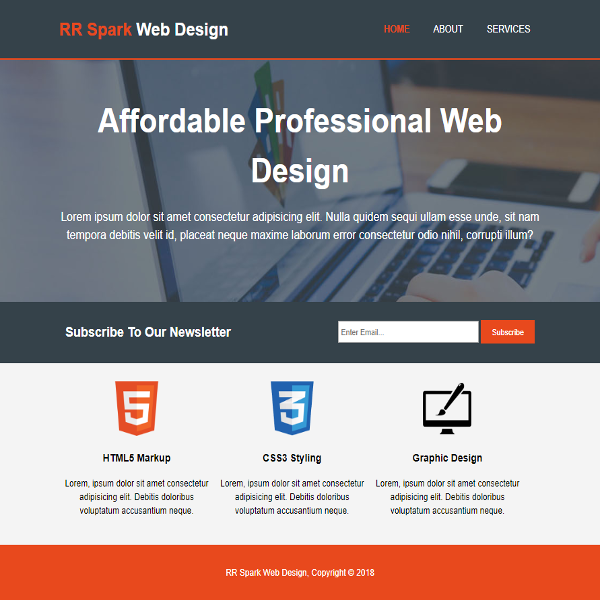 RR Spark Web Design
HOME ABOUT SERVICES
Affordable Professional Web
Design
Lorem ipsum dolor sit amet consectetur adipisicing elit. Nulla quidem sequi ullam esse unde, sit nam
tempora debitis velit id, placeat neque maxime laborum error consectetur odio nihil, corrupti illum?
Subscribe To Our Newsletter
Enter Email...
Subscribe
5
3
HTML5 Markup
CSS3 Styling
Graphic Design
Lorem, ipsum dolor sit consectetur
adipisicing elit. Debitis doloribus
voluptatum accusantium neque.
Lorem, ipsum dolor sit consectetur
adipisicing elit. Debitis doloribus
voluptatum accusantium neque.
Lorem, ipsum dolor sit consectetur
adipisicing elit. Debitis doloribus
voluptatum accusantium neque.
RR Spark Web Design, Copyright © 2018